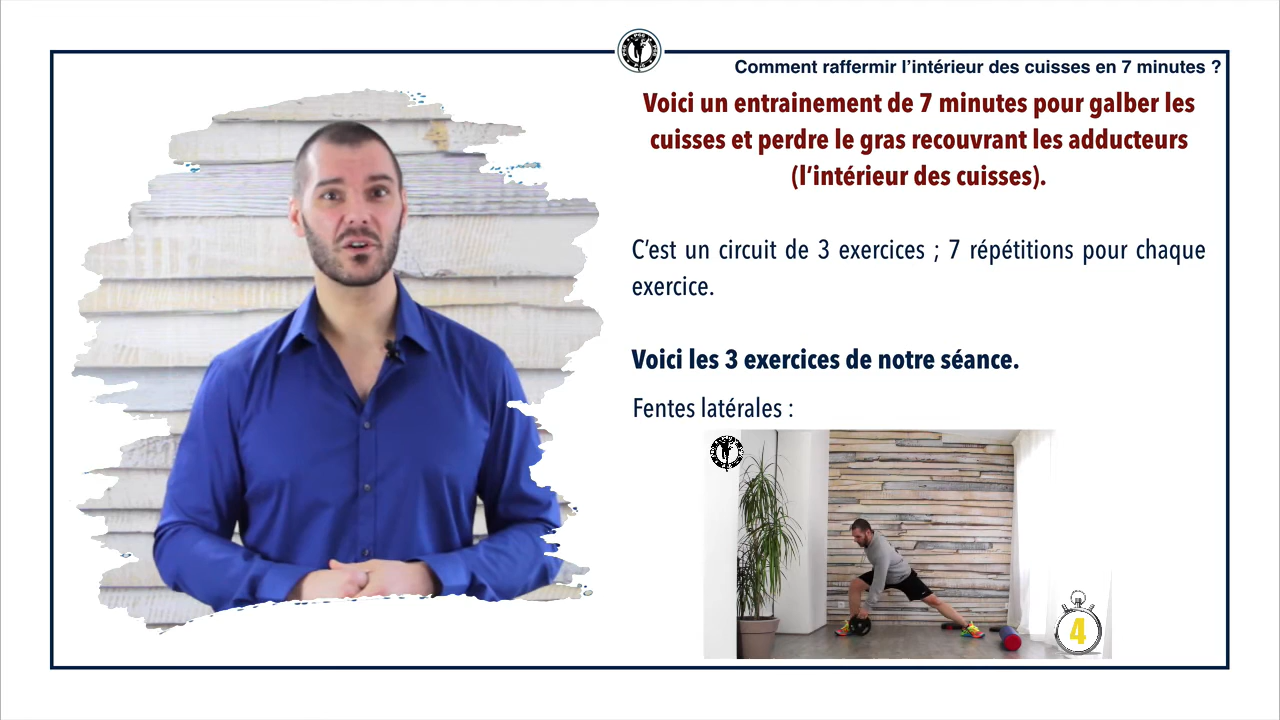 Comment raffermir l’intérieur des cuisses en 7 minutes ?
Voici un entrainement de 7 minutes pour galber les
cuisses et perdre le gras recouvrant les adducteurs
(l’intérieur des cuisses).
C’est un circuit de 3 exercices ; 7 répétitions pour chaque
exercice.
Voici les 3 exercices de notre séance.
Fentes latérales :
4